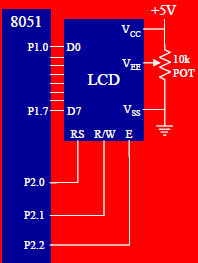 +5V
8051
P1.0 D0 VCC
LCD VEE 10k
POT
P1.7 D7 VSS
RS R/W E
P2.0
P2.1
P2.2